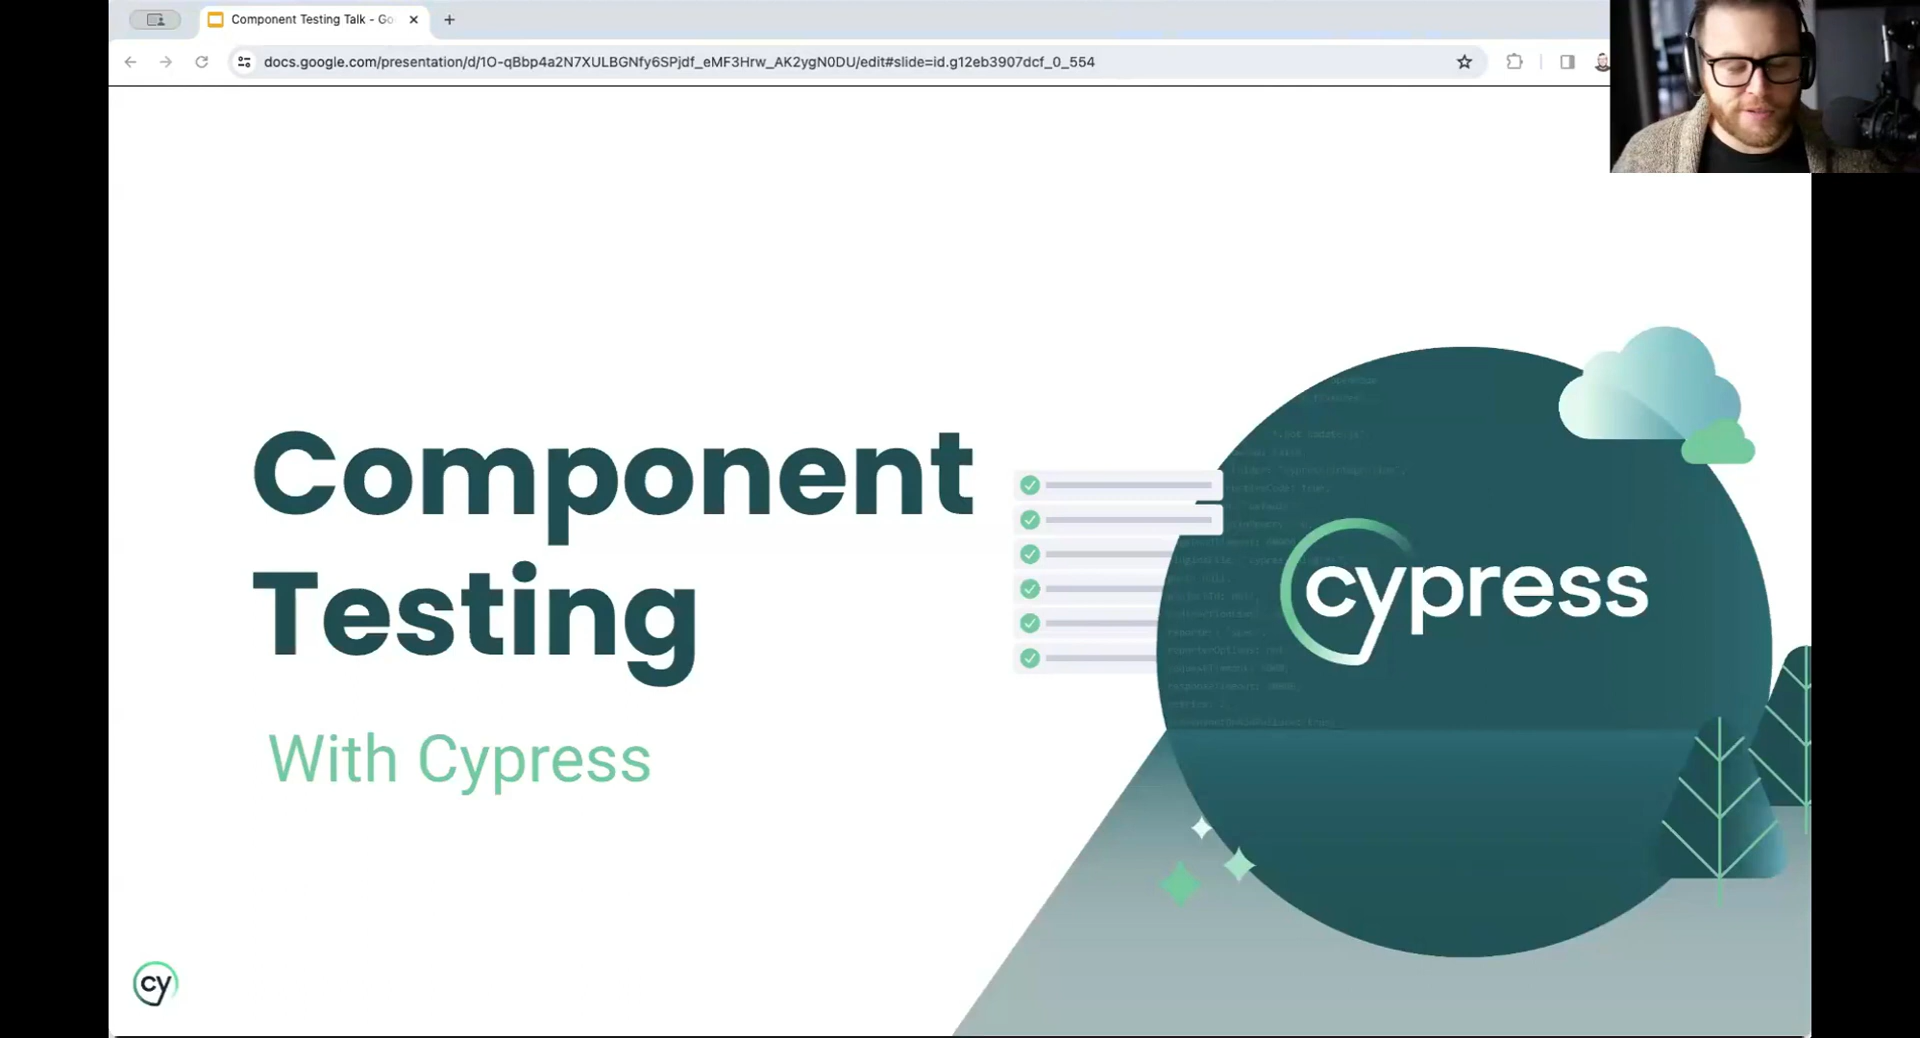 Component Testing Talk - Go
docs.google.com/presentation/d/1O-qBbp4a2N7XULBGNfy6SPjdf_eMF3Hrw_AK2ygN0DU/edit#slide=id.g12eb3907dcf_0_554
Component
Testing
With Cypress
cypress
cy